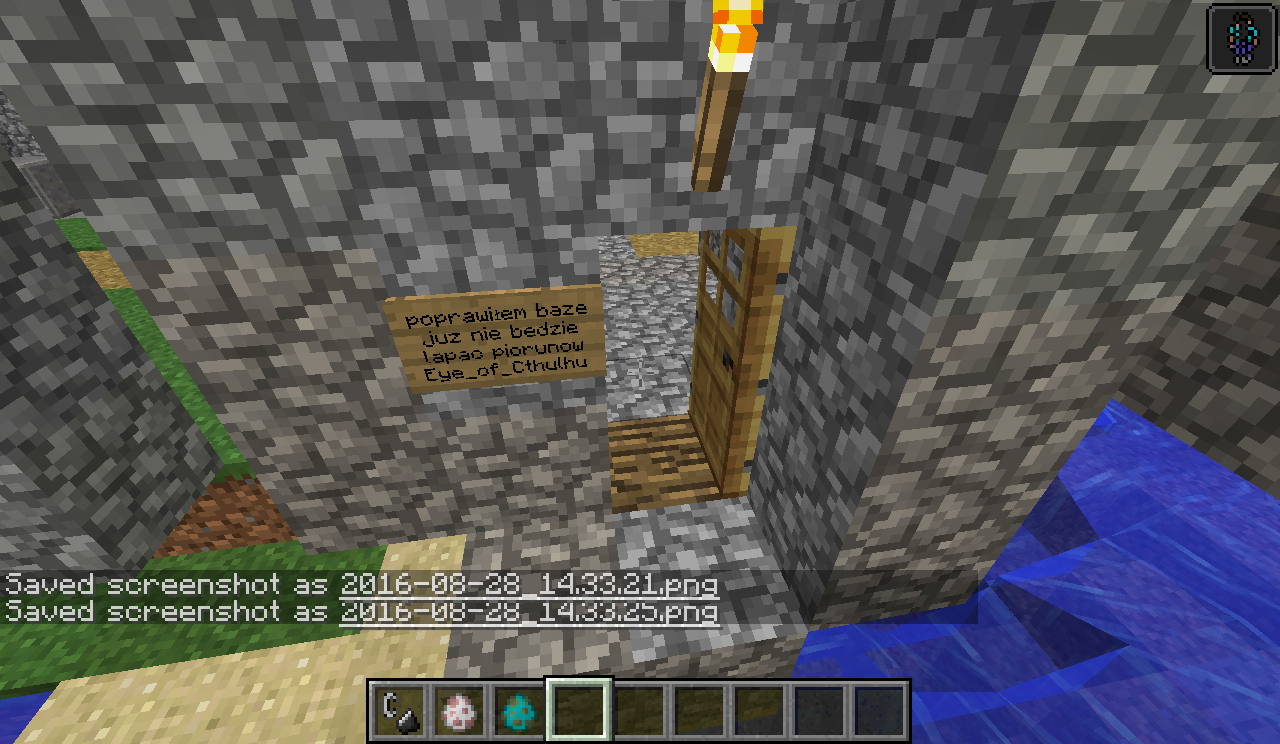 poprawiłem baze
juz nie bedzie
lapac piorunow
Eye_of_Cthulhu
Saved screenshot as 2016-08-28_14.33.21.png
Saved screenshot as 2016-08-28_14.33.25.png